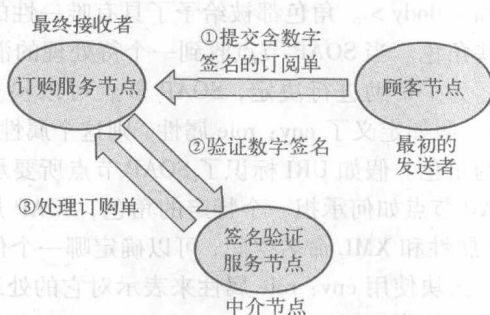 最终接收者
①提交含数字
签名的订阅单
订购服务节点
顾客节点
最初的
发送者
②验证数字签名
③处理订购单
签名验证
服务节点
中介节点